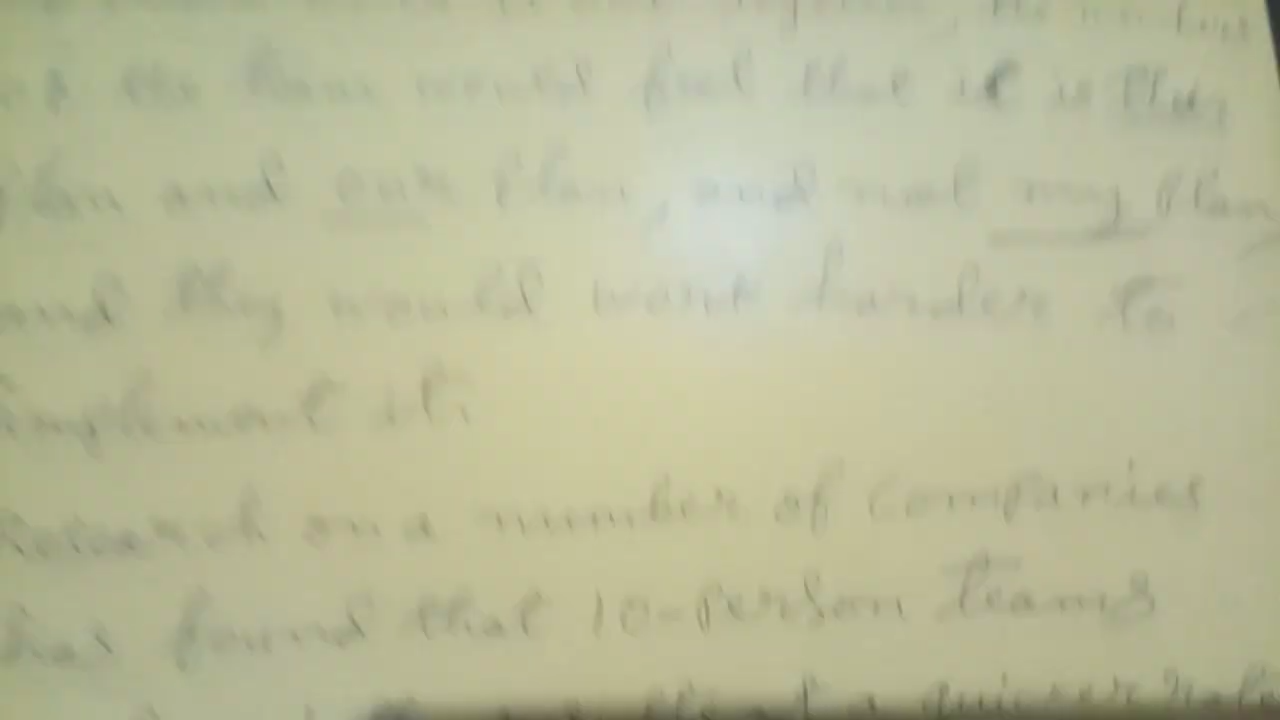 of the team would feel that it is their
plan and our plan, and not my plan,
and they would work harder to
implement it.
Research on a number of companies
has found that 10-person teams